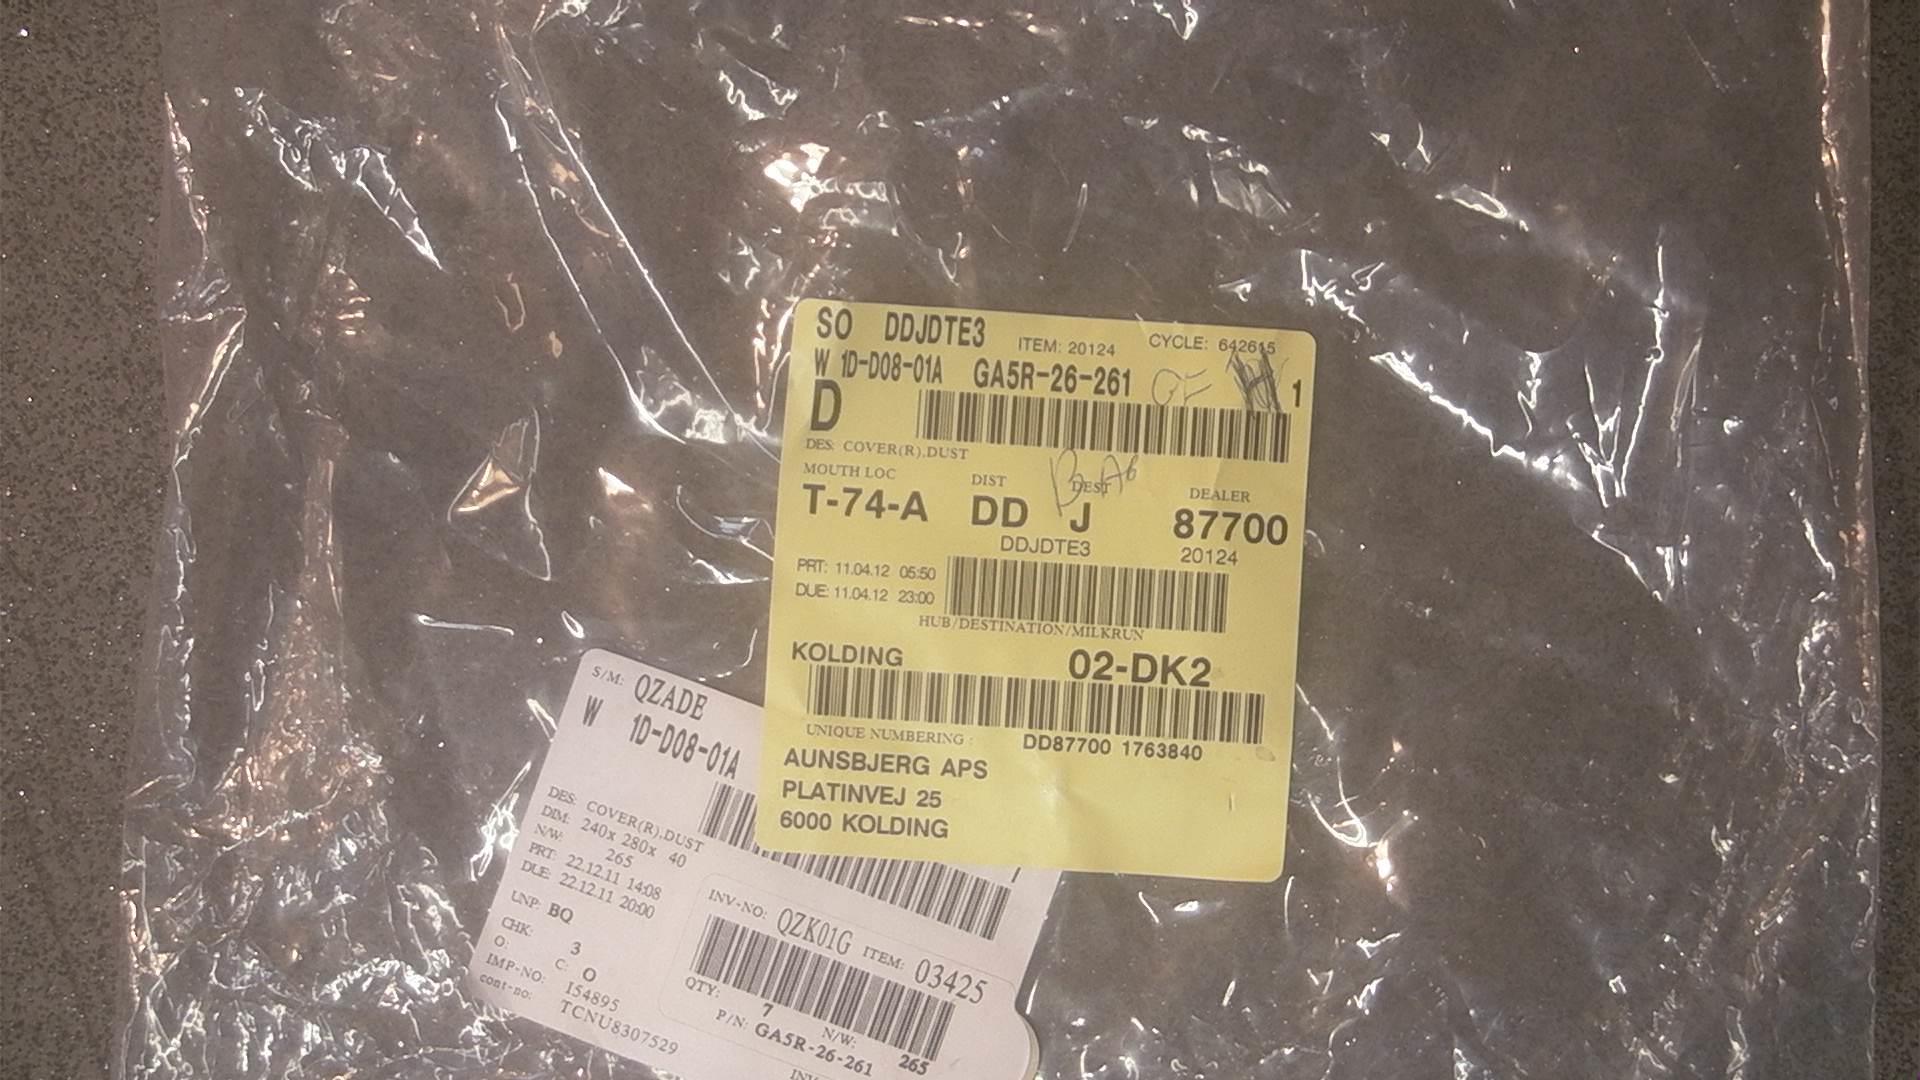 SO DDJDTE3 ITEM: 20124 CYCLE: 642615
W 1D-D08-01A GA5R-26-261 1
D
DES: COVER(R),DUST
MOUTH LOC DIST DEST DEALER
T-74-A DD J 87700
DDJDTE3 20124
PRT: 11.04.12 05:50
DUE: 11.04.12 23:00
HUB/DESTINATION/MILKRUN
KOLDING 02-DK2
UNIQUE NUMBERING : DD87700 1763840
AUNSBJERG APS
PLATINVEJ 25
6000 KOLDING
S/M: QZADE
W 1D-D08-01A
DES: COVER(R),DUST
DIM: 240x 280x 40
N/W: 265
PRT: 22.12.11 14:08
DUE: 22.12.11 20:00
UNP: BQ
CHK: 3
O: C: O
IMP-NO: I54895
cont-no: TCNU8307529
INV-NO: QZK01G ITEM: 03425
QTY: 7 N/W: 265
P/N: GA5R-26-261